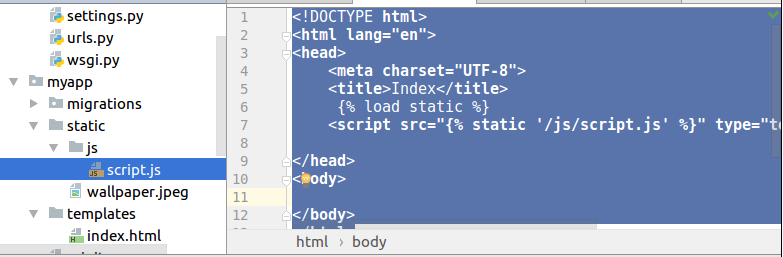 settings.py
urls.py
wsgi.py
myapp
migrations
static
js
script.js
wallpaper.jpeg
templates
index.html
1 <!DOCTYPE html>
2 <html lang="en">
3 <head>
4 <meta charset="UTF-8">
5 <title>Index</title>
6 {% load static %}
7 <script src="{% static '/js/script.js' %}" type="te
8
9 </head>
10 <body>
11
12 </body>
html › body